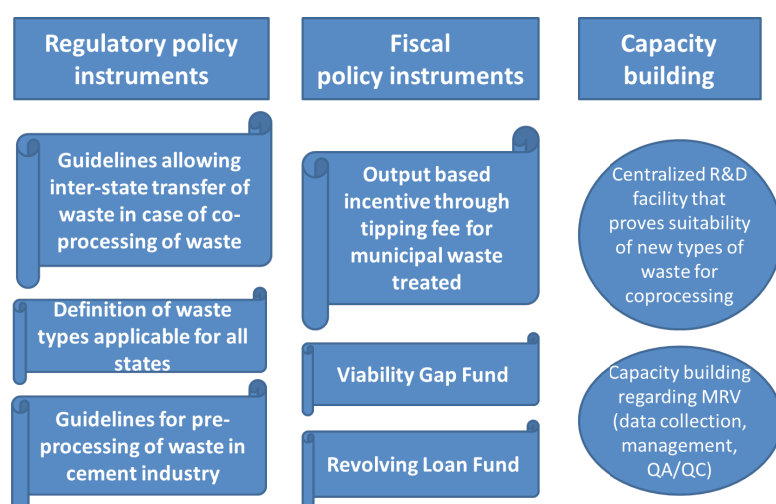 Regulatory policy
instruments
Guidelines allowing
inter-state transfer of
waste in case of co-
processing of waste
Definition of waste
types applicable for all
states
Guidelines for pre-
processing of waste in
cement industry
Fiscal
policy instruments
Output based
incentive through
tipping fee for
municipal waste
treated
Viability Gap Fund
Revolving Loan Fund
Capacity
building
Centralized R&D
facility that
proves suitability
of new types of
waste for
coprocessing
Capacity building
regarding MRV
(data collection,
management,
QA/QC)